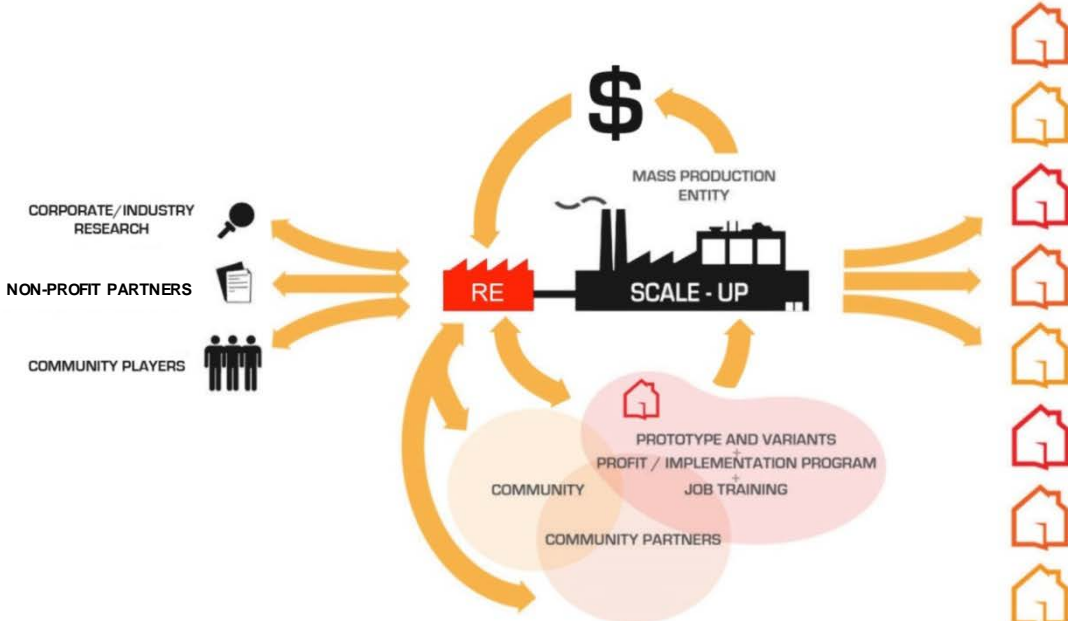 $
MASS PRODUCTION
ENTITY
CORPORATE/INDUSTRY
RESEARCH
NON-PROFIT PARTNERS
COMMUNITY PLAYERS
RE
SCALE - UP
PROTOTYPE AND VARIANTS
+
PROFIT / IMPLEMENTATION PROGRAM
+
JOB TRAINING
COMMUNITY
COMMUNITY PARTNERS